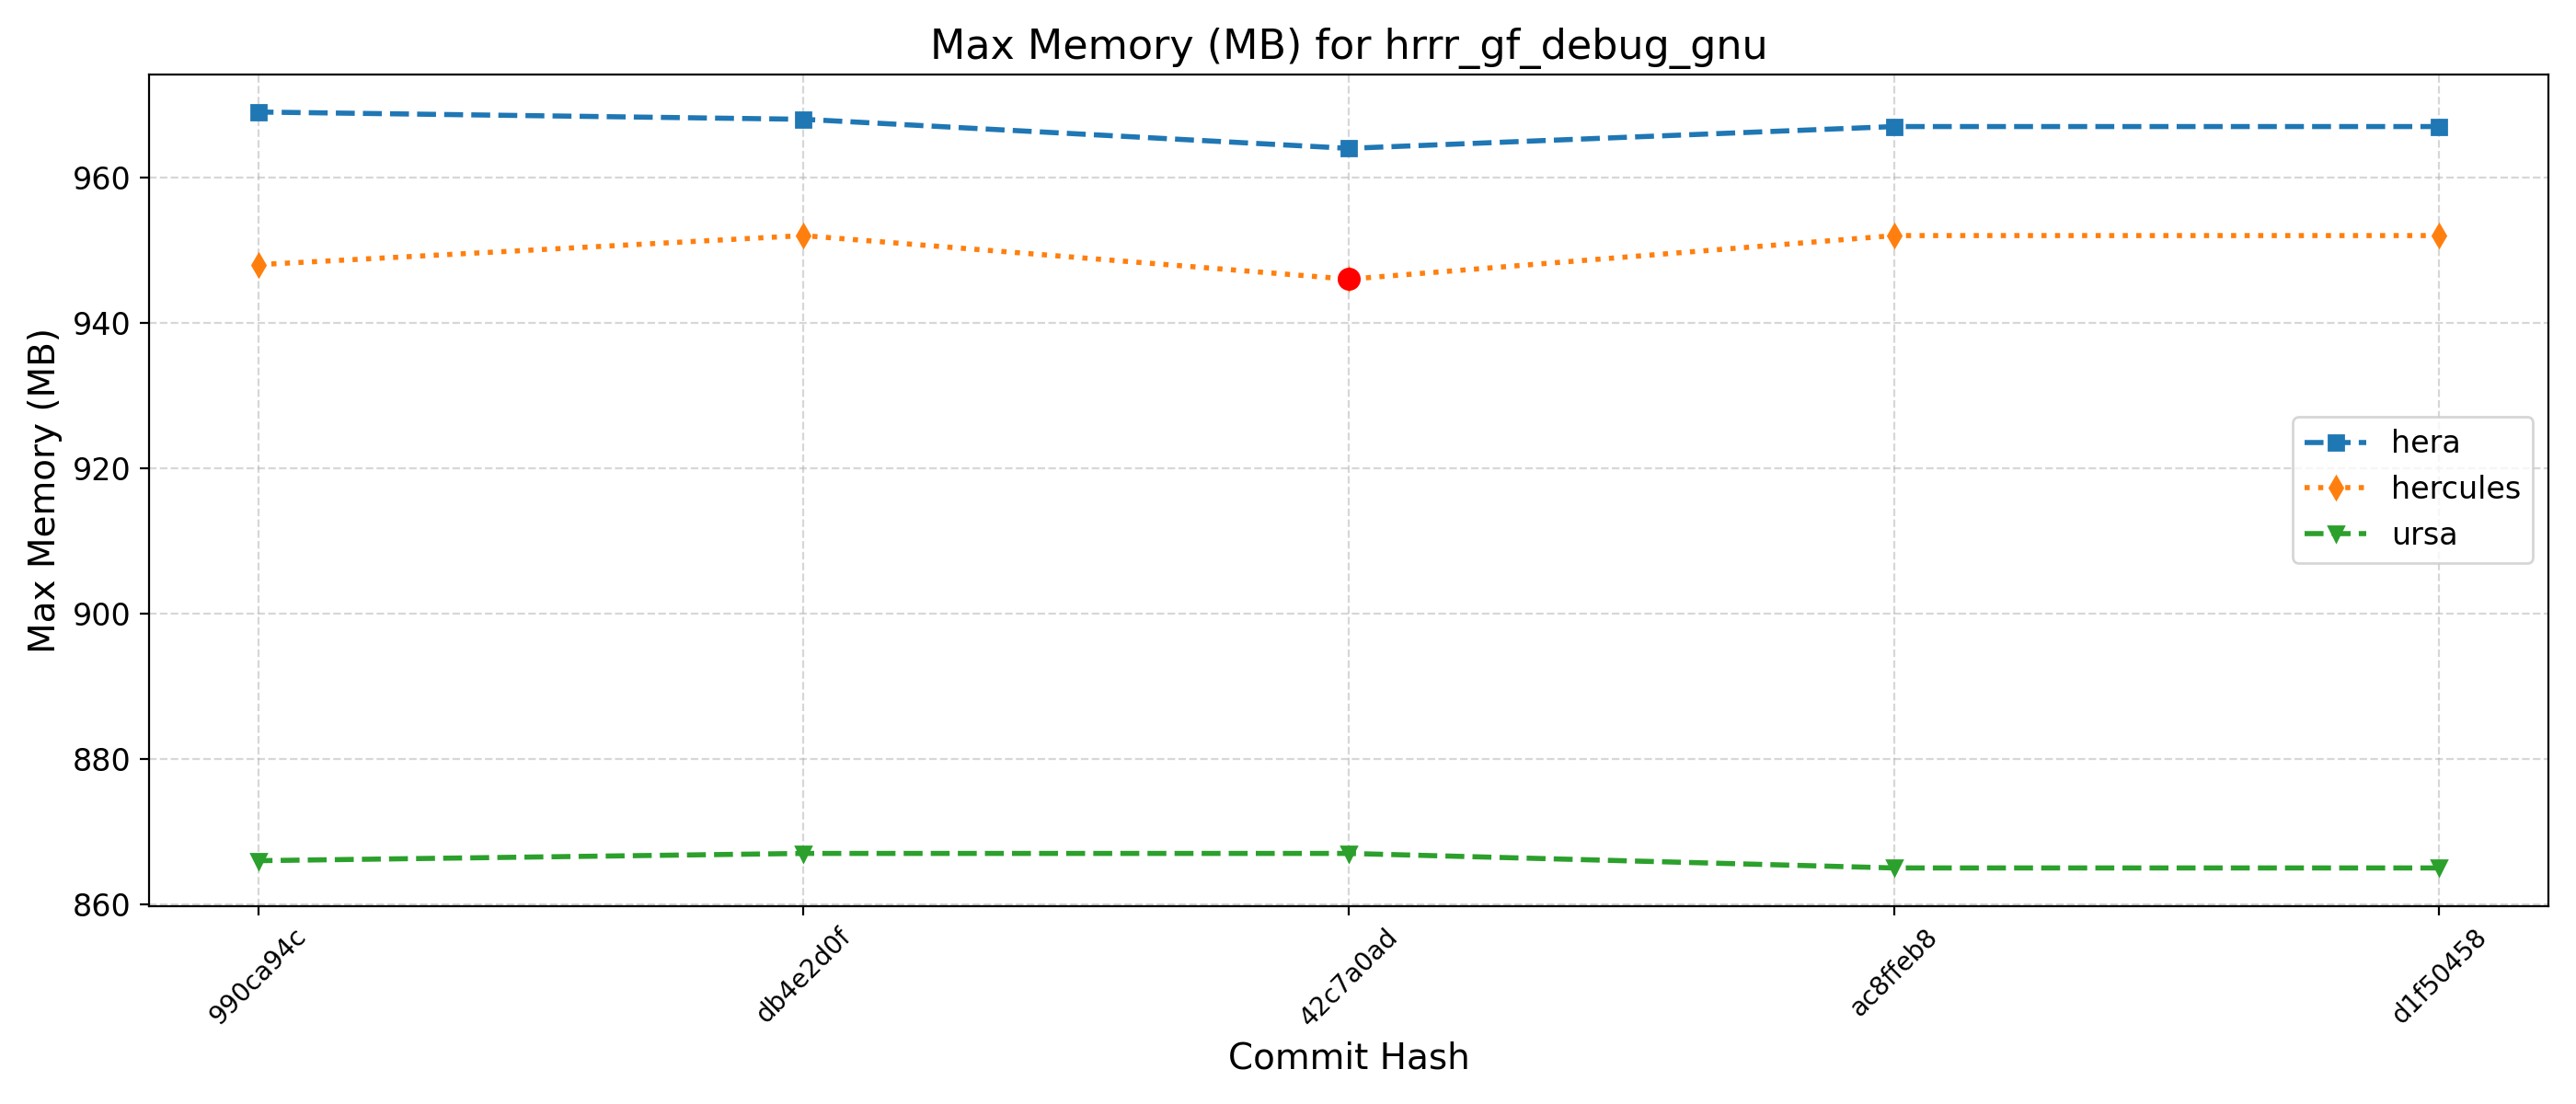 Max Memory (MB) for hrrr_gf_debug_gnu
Max Memory (MB)
960
940
920
900
880
860
hera
hercules
ursa
990ca94c
db4e2d0f
42c7a0ad
ac8ffeb8
d1f50458
Commit Hash